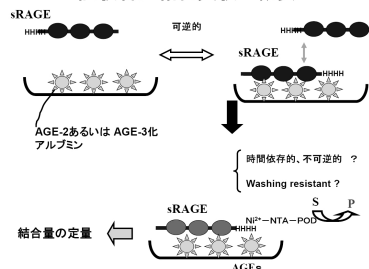 sRAGE
HHHH
可逆的
sRAGE
HHHH
AGE-2あるいは AGE-3化
アルブミン
時間依存的、不可逆的 ?
Washing resistant ?
sRAGE
HHHH
Ni²⁺−NTA−POD
S
P
結合量の定量
AGEs